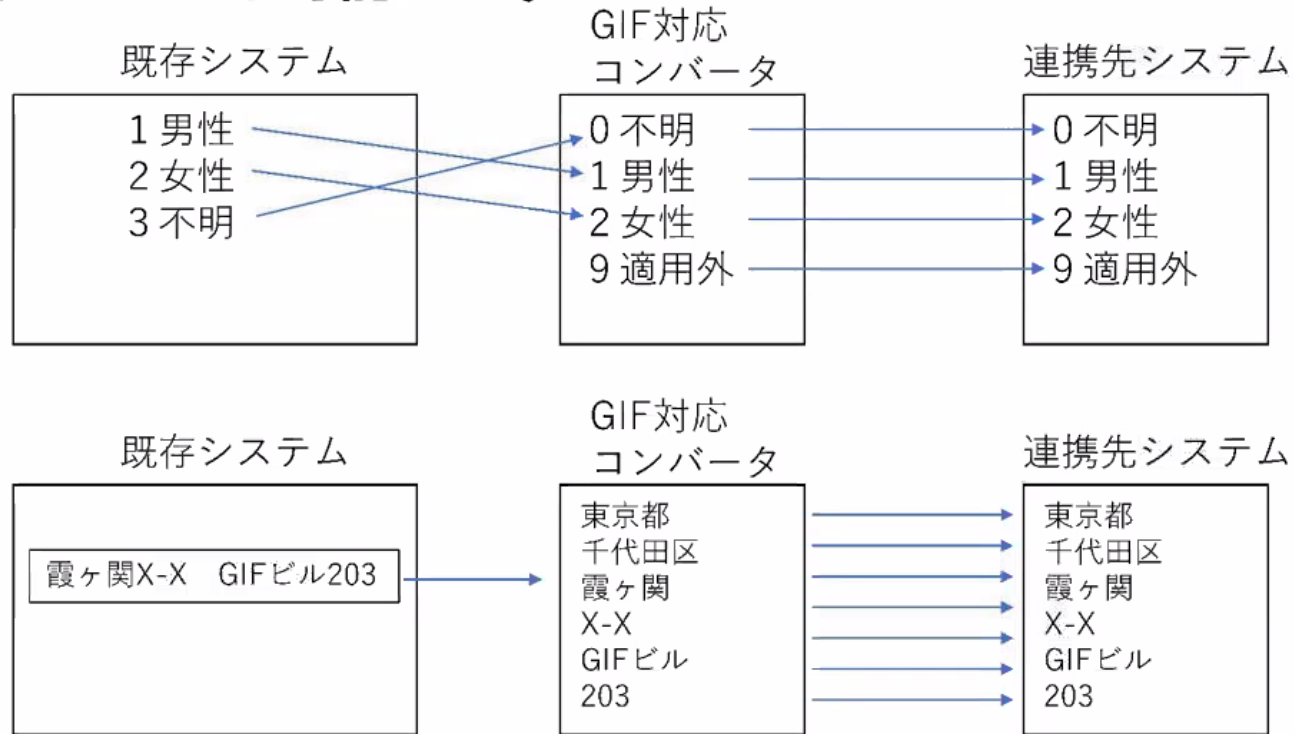 既存システム
GIF対応
コンバータ
連携先システム
1 男性
2 女性
3 不明
0 不明
1 男性
2 女性
9 適用外
0 不明
1 男性
2 女性
9 適用外
既存システム
GIF対応
コンバータ
連携先システム
霞ヶ関X-X　GIFビル203
東京都
千代田区
霞ヶ関
X-X
GIFビル
203
東京都
千代田区
霞ヶ関
X-X
GIFビル
203